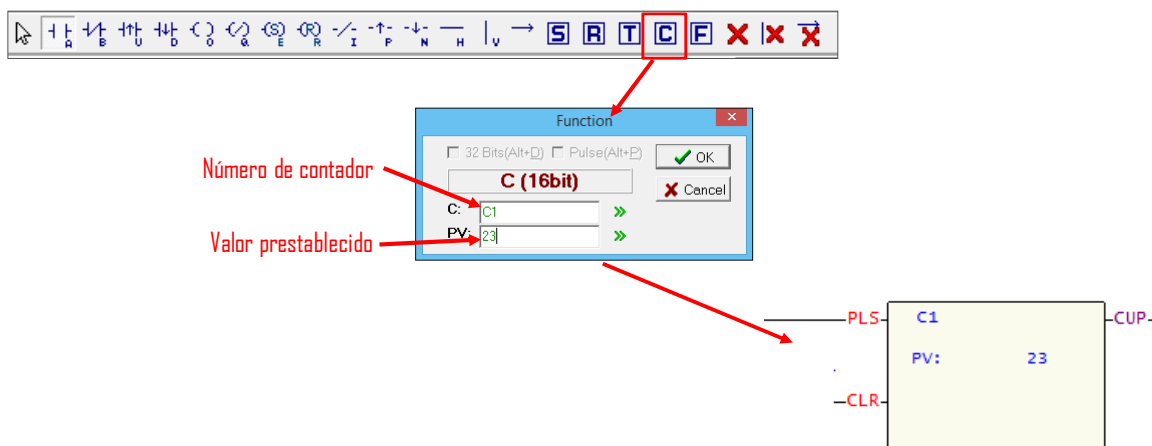 A B U D O Q (S) E (R) R I P N H V S R T C F
Function
32 Bits(Alt+D) Pulse(Alt+P)
OK
C (16bit)
Cancel
Número de contador
C: C1
Valor prestablecido
PV: 23
PLS C1 CUP
PV: 23
CLR